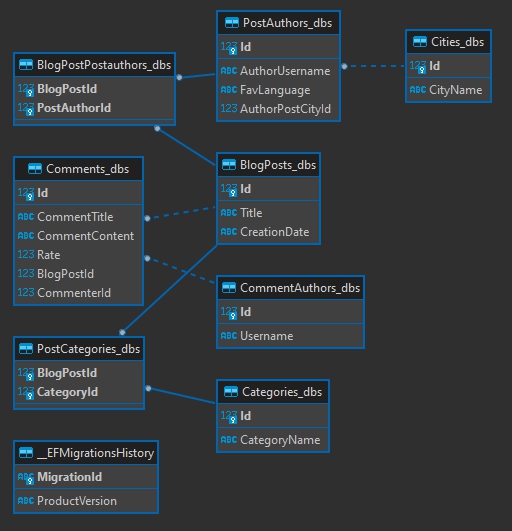 PostAuthors_dbs
123 Id
ABC AuthorUsername
ABC FavLanguage
123 AuthorPostCityId
Cities_dbs
123 Id
ABC CityName
BlogPostPostauthors_dbs
123 BlogPostId
123 PostAuthorId
Comments_dbs
123 Id
ABC CommentTitle
ABC CommentContent
123 Rate
123 BlogPostId
123 CommenterId
BlogPosts_dbs
123 Id
ABC Title
ABC CreationDate
CommentAuthors_dbs
123 Id
ABC Username
PostCategories_dbs
123 BlogPostId
123 CategoryId
Categories_dbs
123 Id
ABC CategoryName
__EFMigrationsHistory
ABC MigrationId
ABC ProductVersion